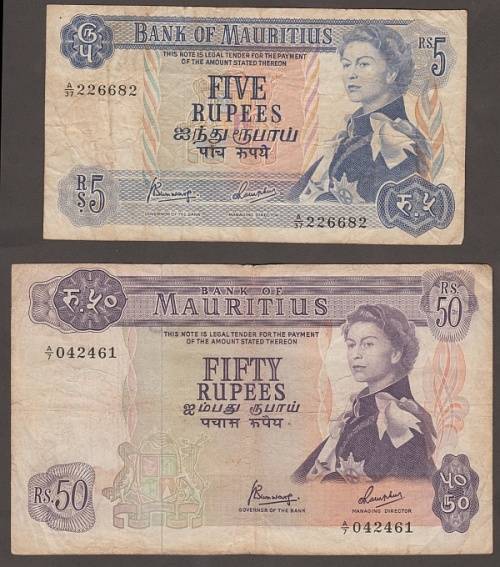 BANK OF MAURITIUS
RS. 5
THIS NOTE IS LEGAL TENDER FOR THE PAYMENT
OF THE AMOUNT STATED THEREON
A/37 226682
FIVE
RUPEES
ஐந்து ரூபாய்
पांच रुपये
RS. 5
रु. ५
GOVERNOR OF THE BANK
MANAGING DIRECTOR
A/37 226682
रु. ५०
BANK OF
MAURITIUS
RS. 50
THIS NOTE IS LEGAL TENDER FOR THE PAYMENT
OF THE AMOUNT STATED THEREON
A/7 042461
FIFTY
RUPEES
ஐம்பது ரூபாய்
पचास रूपैय
RS. 50
GOVERNOR OF THE BANK
MANAGING DIRECTOR
A/7 042461